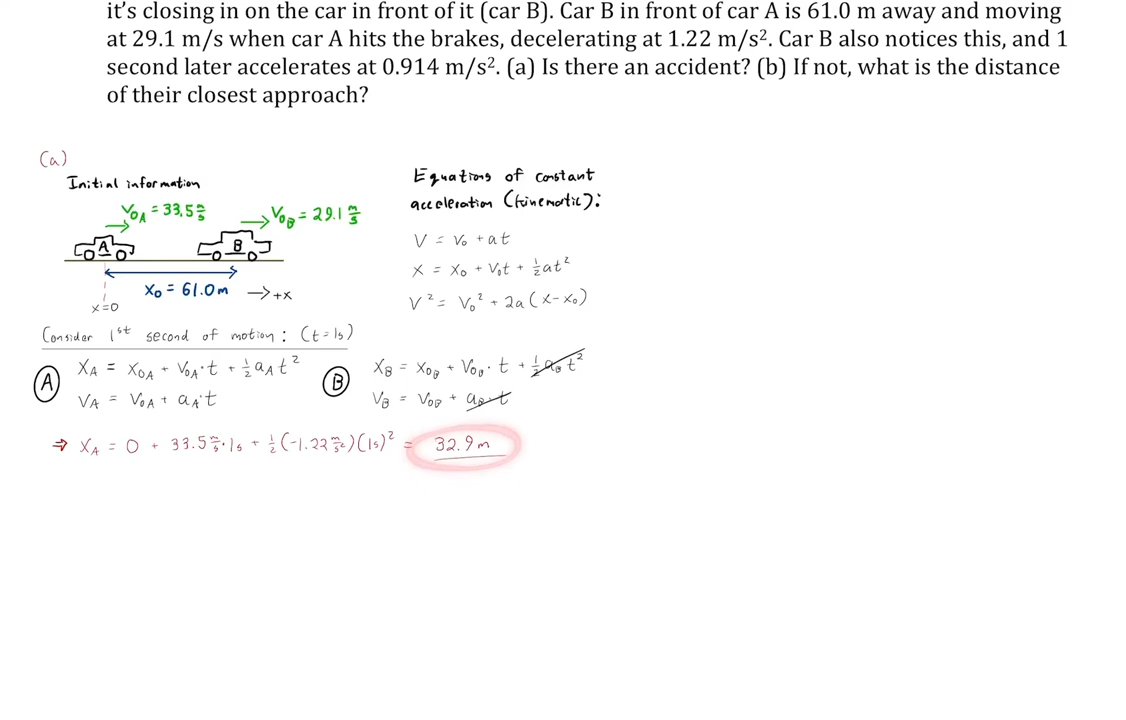 it's closing in on the car in front of it (car B). Car B in front of car A is 61.0 m away and moving
at 29.1 m/s when car A hits the brakes, decelerating at 1.22 m/s². Car B also notices this, and 1
second later accelerates at 0.914 m/s². (a) Is there an accident? (b) If not, what is the distance
of their closest approach?
(a)
Initial information
V₀A = 33.5 m/s
V₀B = 29.1 m/s
A
B
X₀ = 61.0m
→ +x
x=0
Equations of constant
acceleration (kinematic):
V = V₀ + at
X = X₀ + V₀t + ½at²
V² = V₀² + 2a(X-X₀)
Consider 1st second of motion: (t=1s)
A
XA = X₀A + V₀A·t + ½aAt²
VA = V₀A + aA·t
B
XB = X₀B + V₀B·t + ½aBt²
VB = V₀B + aB·t
⇒ XA = 0 + 33.5 m/s · 1s + ½(-1.22 m/s²)(1s)² = 32.9m